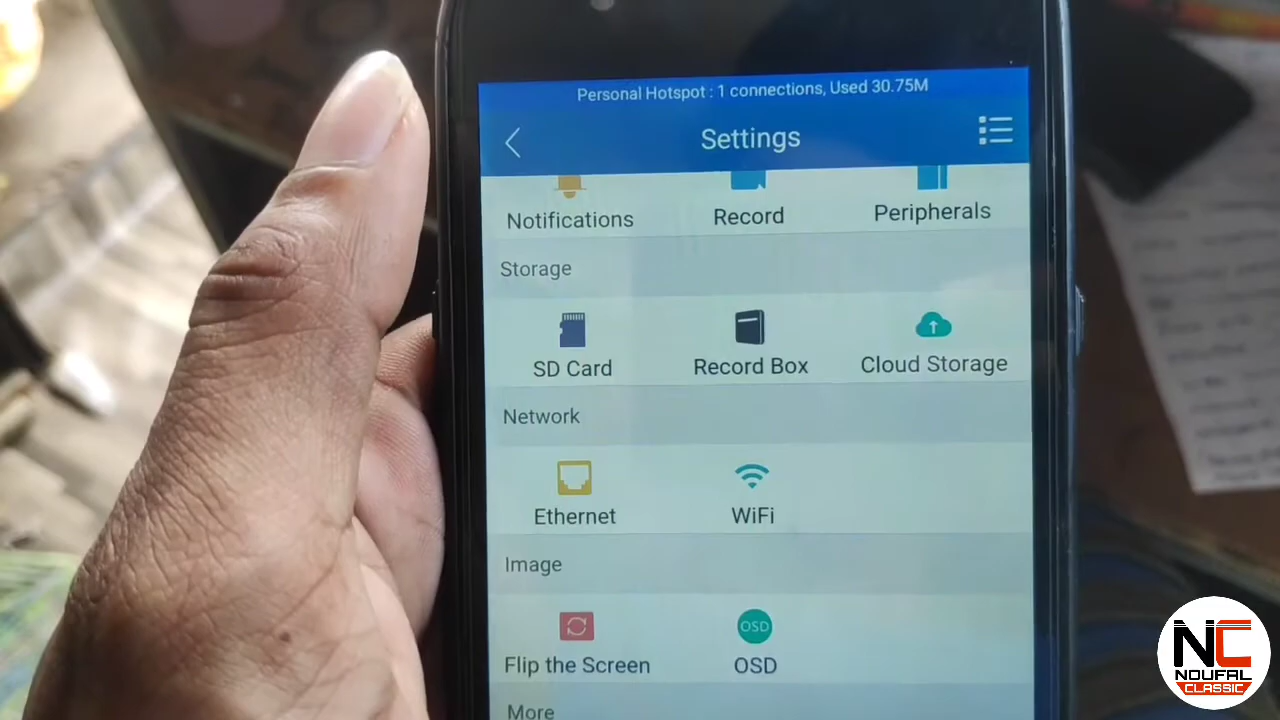 Personal Hotspot : 1 connections, Used 30.75M
Settings
Notifications Record Peripherals
Storage
SD Card Record Box Cloud Storage
Network
Ethernet WiFi
Image
OSD
Flip the Screen OSD
More
NC
NOUFAL
CLASSIC